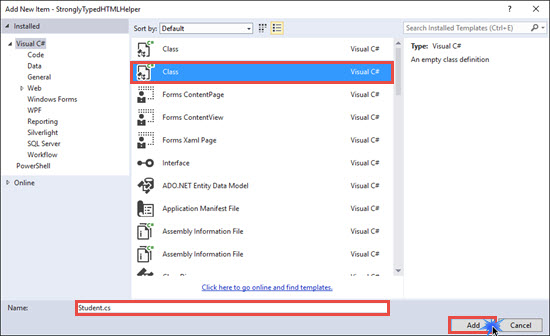 Add New Item - StronglyTypedHTMLHelper
? ×
Installed
Visual C#
Code
Data
General
Web
Windows Forms
WPF
Reporting
Silverlight
SQL Server
Workflow
PowerShell
Online
Sort by: Default
Class Visual C#
Class Visual C#
Forms ContentPage Visual C#
Forms ContentView Visual C#
Forms Xaml Page Visual C#
Interface Visual C#
ADO.NET Entity Data Model Visual C#
Application Manifest File Visual C#
Assembly Information File Visual C#
Assembly Information File Visual C#
Click here to go online and find templates.
Search Installed Templates (Ctrl+E)
Type: Visual C#
An empty class definition
Name: Student.cs
Add Cancel